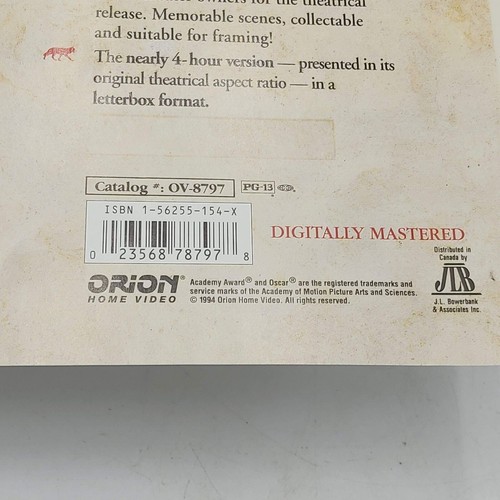 owners for the theatrical
release. Memorable scenes, collectable
and suitable for framing!
The nearly 4-hour version — presented in its
original theatrical aspect ratio — in a
letterbox format.
Catalog #: OV-8797 PG-13
ISBN 1-56255-154-X
0 23568 78797 8
DIGITALLY MASTERED
Distributed in
Canada by
JLB
J.L. Bowerbank
& Associates Inc.
ORION®
HOME VIDEO
Academy Award® and Oscar® are the registered trademarks and
service marks of the Academy of Motion Picture Arts and Sciences.
© 1994 Orion Home Video. All rights reserved.